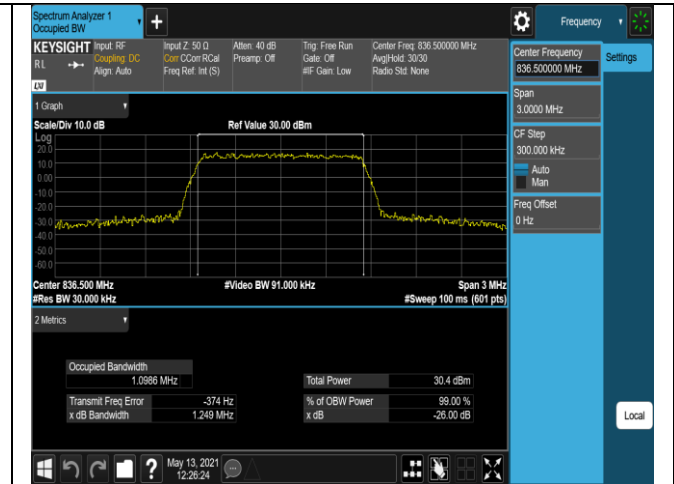 Spectrum Analyzer 1
Occupied BW
+
Frequency
KEYSIGHT
RL
LXI
Input: RF
Coupling: DC
Align: Auto
Input Z: 50 Ω
Corr CCorr RCal
Freq Ref: Int (S)
Atten: 40 dB
Preamp: Off
Trig: Free Run
Gate: Off
#IF Gain: Low
Center Freq: 836.500000 MHz
Avg|Hold: 30/30
Radio Std: None
Center Frequency
836.500000 MHz
Settings
Span
3.0000 MHz
CF Step
300.000 kHz
Auto
Man
Freq Offset
0 Hz
Local
1 Graph
Scale/Div 10.0 dB
Ref Value 30.00 dBm
Log
20.0
10.0
0.00
-10.0
-20.0
-30.0
-40.0
-50.0
-60.0
Center 836.500 MHz
#Video BW 91.000 kHz
Span 3 MHz
#Res BW 30.000 kHz
#Sweep 100 ms (601 pts)
2 Metrics
Occupied Bandwidth
1.0986 MHz
Total Power 30.4 dBm
Transmit Freq Error -374 Hz
% of OBW Power 99.00 %
x dB Bandwidth 1.249 MHz
x dB -26.00 dB
?
May 13, 2021
12:26:24